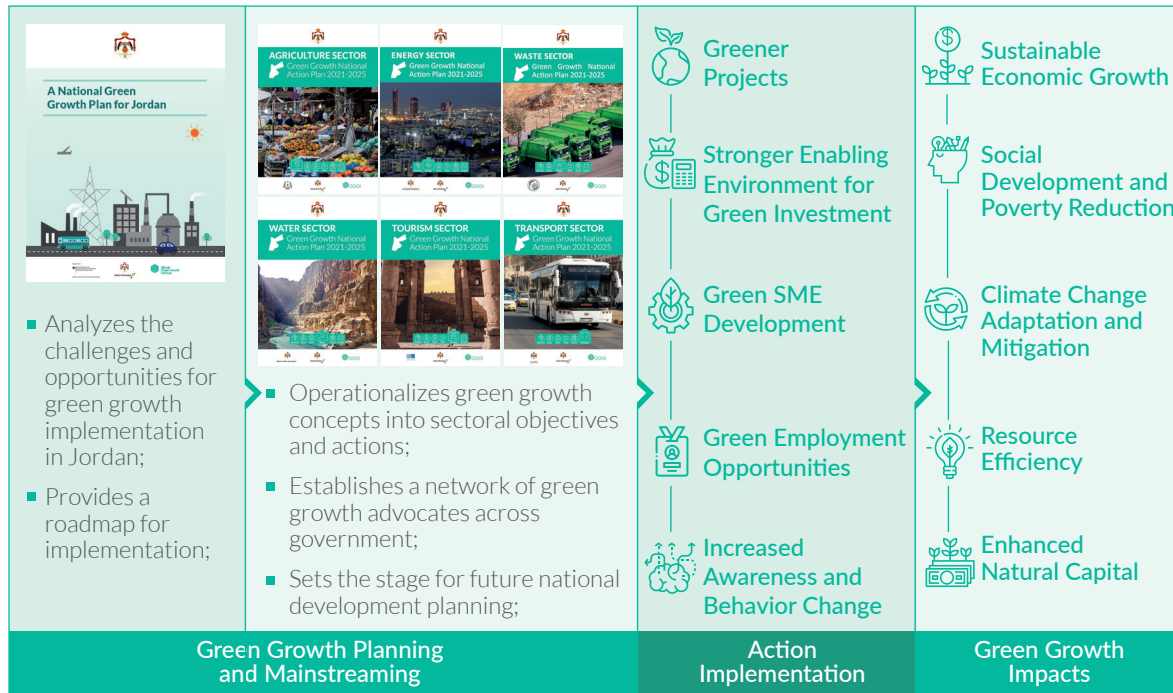 A National Green
Growth Plan for Jordan
Analyzes the
challenges and
opportunities for
green growth
implementation
in Jordan;
Provides a
roadmap for
implementation;
AGRICULTURE SECTOR
Green Growth National
Action Plan 2021-2025
ENERGY SECTOR
Green Growth National
Action Plan 2021-2025
WASTE SECTOR
Green Growth National
Action Plan 2021-2025
WATER SECTOR
Green Growth National
Action Plan 2021-2025
TOURISM SECTOR
Green Growth National
Action Plan 2021-2025
TRANSPORT SECTOR
Green Growth National
Action Plan 2021-2025
GGGI
GGGI
GGGI
GGGI
GGGI
GGGI
Operationalizes green growth
concepts into sectoral objectives
and actions;
Establishes a network of green
growth advocates across
government;
Sets the stage for future national
development planning;
Greener
Projects
Stronger Enabling
Environment for
Green Investment
Green SME
Development
Green Employment
Opportunities
Increased
Awareness and
Behavior Change
Sustainable
Economic Growth
Social
Development and
Poverty Reduction
Climate Change
Adaptation and
Mitigation
Resource
Efficiency
Enhanced
Natural Capital
Green Growth Planning
and Mainstreaming
Action
Implementation
Green Growth
Impacts